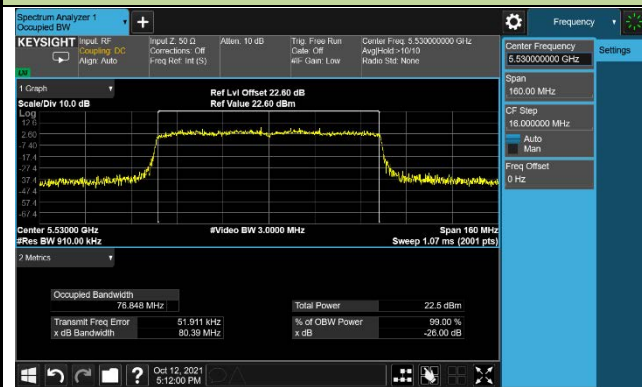 Spectrum Analyzer 1
Occupied BW
Frequency
KEYSIGHT
Input: RF
Coupling: DC
Align: Auto
Input Z: 50 Ω
Corrections: Off
Freq Ref: Int (S)
Atten: 10 dB
Trig: Free Run
Gate: Off
#IF Gain: Low
Center Freq: 5.530000000 GHz
Avg|Hold:>10/10
Radio Std: None
Center Frequency
5.530000000 GHz
Settings
Span
160.00 MHz
CF Step
16.000000 MHz
Auto
Man
Freq Offset
0 Hz
1 Graph
Scale/Div 10.0 dB
Ref Lvl Offset 22.60 dB
Ref Value 22.60 dBm
Log
12.6
2.60
-7.40
-17.4
-27.4
-37.4
-47.4
-57.4
-67.4
Center 5.53000 GHz
#Res BW 910.00 kHz
#Video BW 3.0000 MHz
Span 160 MHz
Sweep 1.07 ms (2001 pts)
2 Metrics
Occupied Bandwidth
76.848 MHz
Total Power 22.5 dBm
Transmit Freq Error 51.911 kHz
% of OBW Power 99.00 %
x dB Bandwidth 80.39 MHz
x dB -26.00 dB
Oct 12, 2021
5:12:00 PM